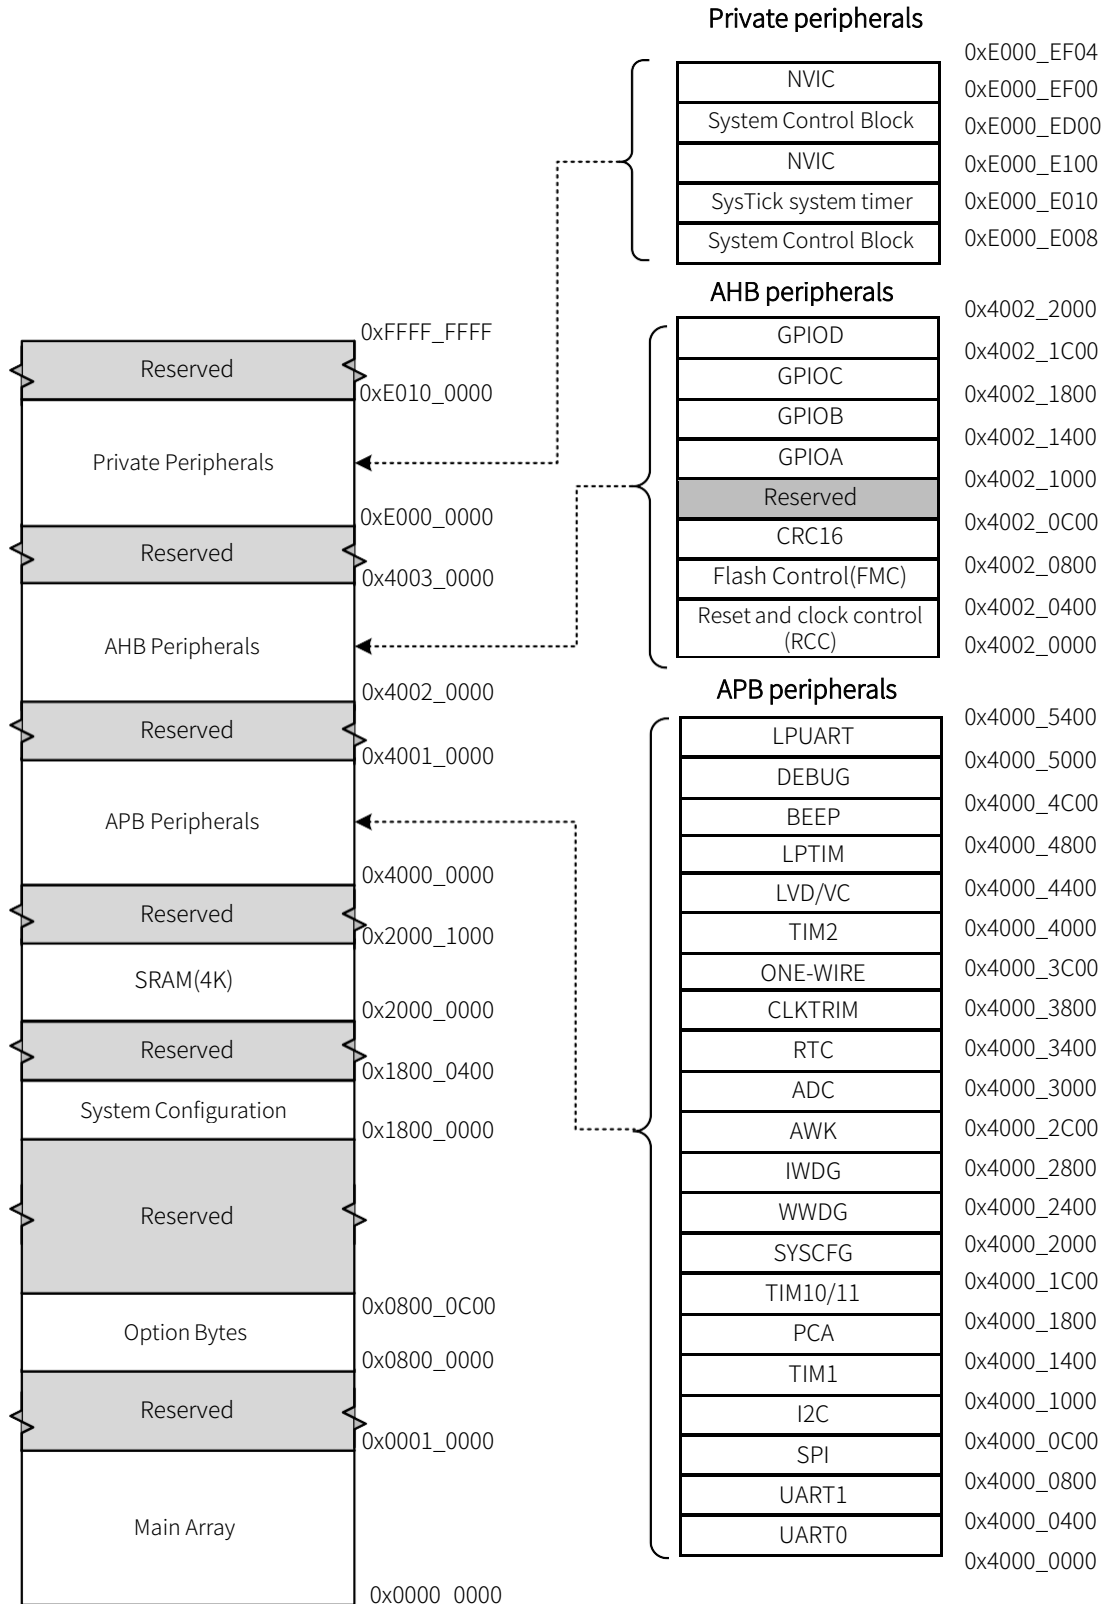 Private peripherals
0xE000_EF04
NVIC
0xE000_EF00
System Control Block
0xE000_ED00
NVIC
0xE000_E100
SysTick system timer
0xE000_E010
System Control Block
0xE000_E008
AHB peripherals
0x4002_2000
GPIOD
0x4002_1C00
GPIOC
0x4002_1800
GPIOB
0x4002_1400
GPIOA
0x4002_1000
Reserved
0x4002_0C00
CRC16
0x4002_0800
Flash Control(FMC)
0x4002_0400
Reset and clock control
(RCC)
0x4002_0000
APB peripherals
0x4000_5400
LPUART
0x4000_5000
DEBUG
0x4000_4C00
BEEP
0x4000_4800
LPTIM
0x4000_4400
LVD/VC
0x4000_4000
TIM2
0x4000_3C00
ONE-WIRE
0x4000_3800
CLKTRIM
0x4000_3400
RTC
0x4000_3000
ADC
0x4000_2C00
AWK
0x4000_2800
IWDG
0x4000_2400
WWDG
0x4000_2000
SYSCFG
0x4000_1C00
TIM10/11
0x4000_1800
PCA
0x4000_1400
TIM1
0x4000_1000
I2C
0x4000_0C00
SPI
0x4000_0800
UART1
0x4000_0400
UART0
0x4000_0000
0xFFFF_FFFF
Reserved
0xE010_0000
Private Peripherals
0xE000_0000
Reserved
0x4003_0000
AHB Peripherals
0x4002_0000
Reserved
0x4001_0000
APB Peripherals
0x4000_0000
Reserved
0x2000_1000
SRAM(4K)
0x2000_0000
Reserved
0x1800_0400
System Configuration
0x1800_0000
Reserved
0x0800_0C00
Option Bytes
0x0800_0000
Reserved
0x0001_0000
Main Array
0x0000_0000